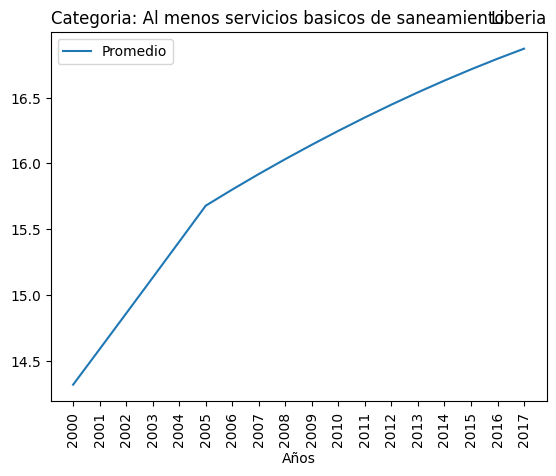 Categoria: Al menos servicios basicos de saneamiento
Liberia
Promedio
16.5
16.0
15.5
15.0
14.5
2000 2001 2002 2003 2004 2005 2006 2007 2008 2009 2010 2011 2012 2013 2014 2015 2016 2017
Años